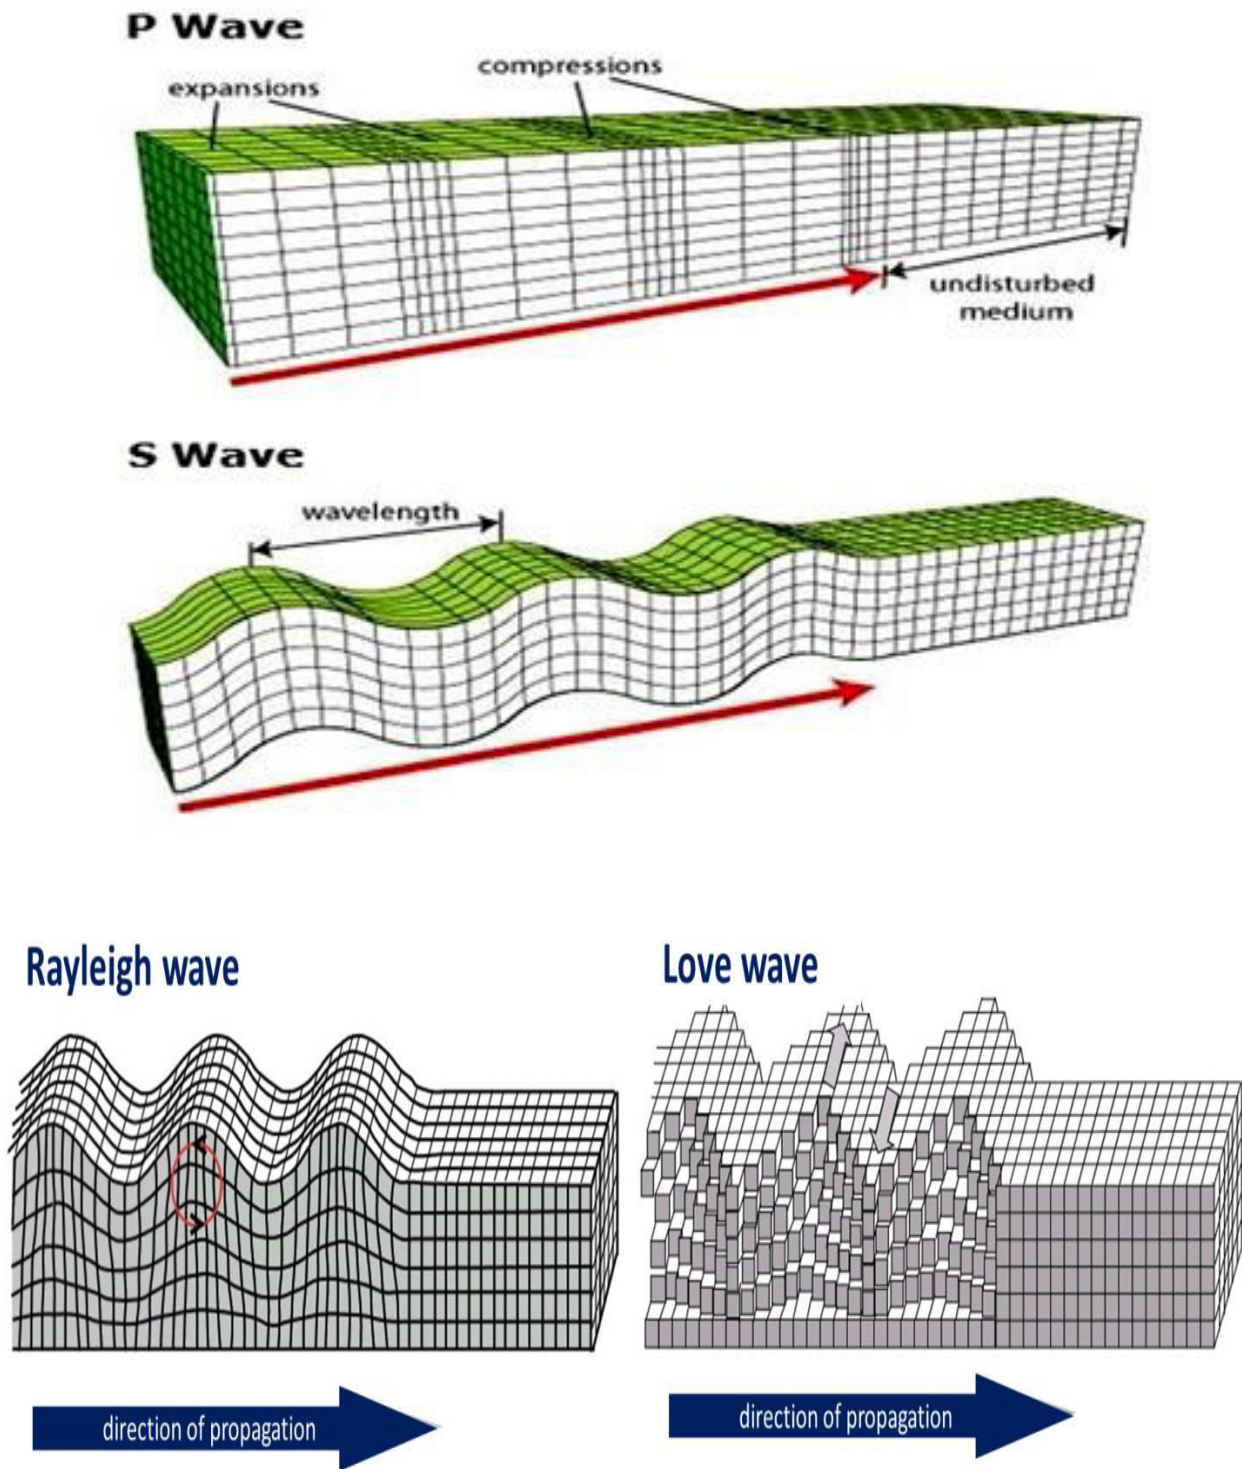 P Wave
expansions
compressions
undisturbed
medium
S Wave
wavelength
Rayleigh wave
Love wave
direction of propagation
direction of propagation